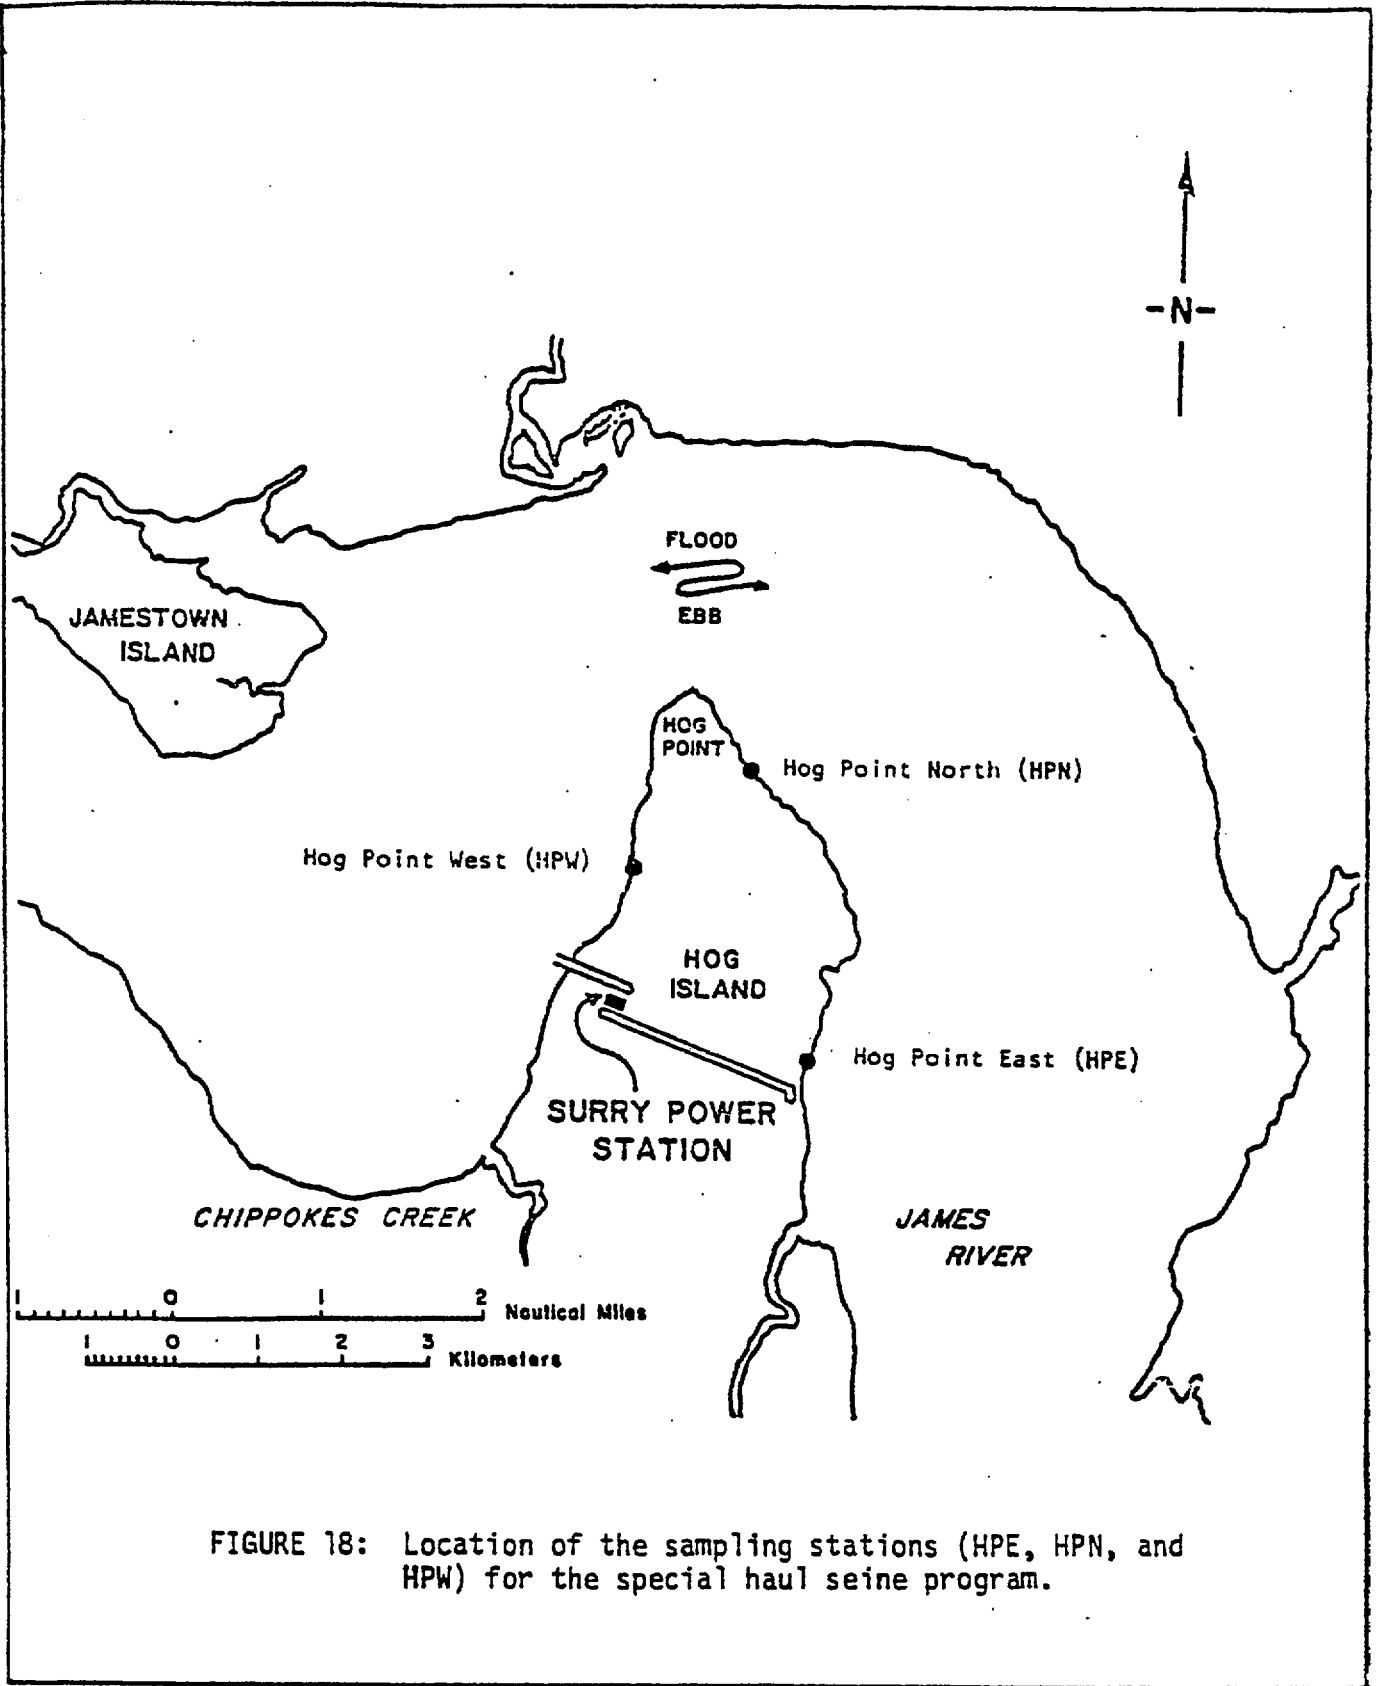 -N-
FLOOD
EBB
JAMESTOWN
ISLAND
HOG
POINT
Hog Point North (HPN)
Hog Point West (HPW)
HOG
ISLAND
Hog Point East (HPE)
SURRY POWER
STATION
CHIPPOKES CREEK
JAMES
RIVER
1 0 1 2 Nautical Miles
1 0 1 2 3 Kilometers
FIGURE 18: Location of the sampling stations (HPE, HPN, and
HPW) for the special haul seine program.